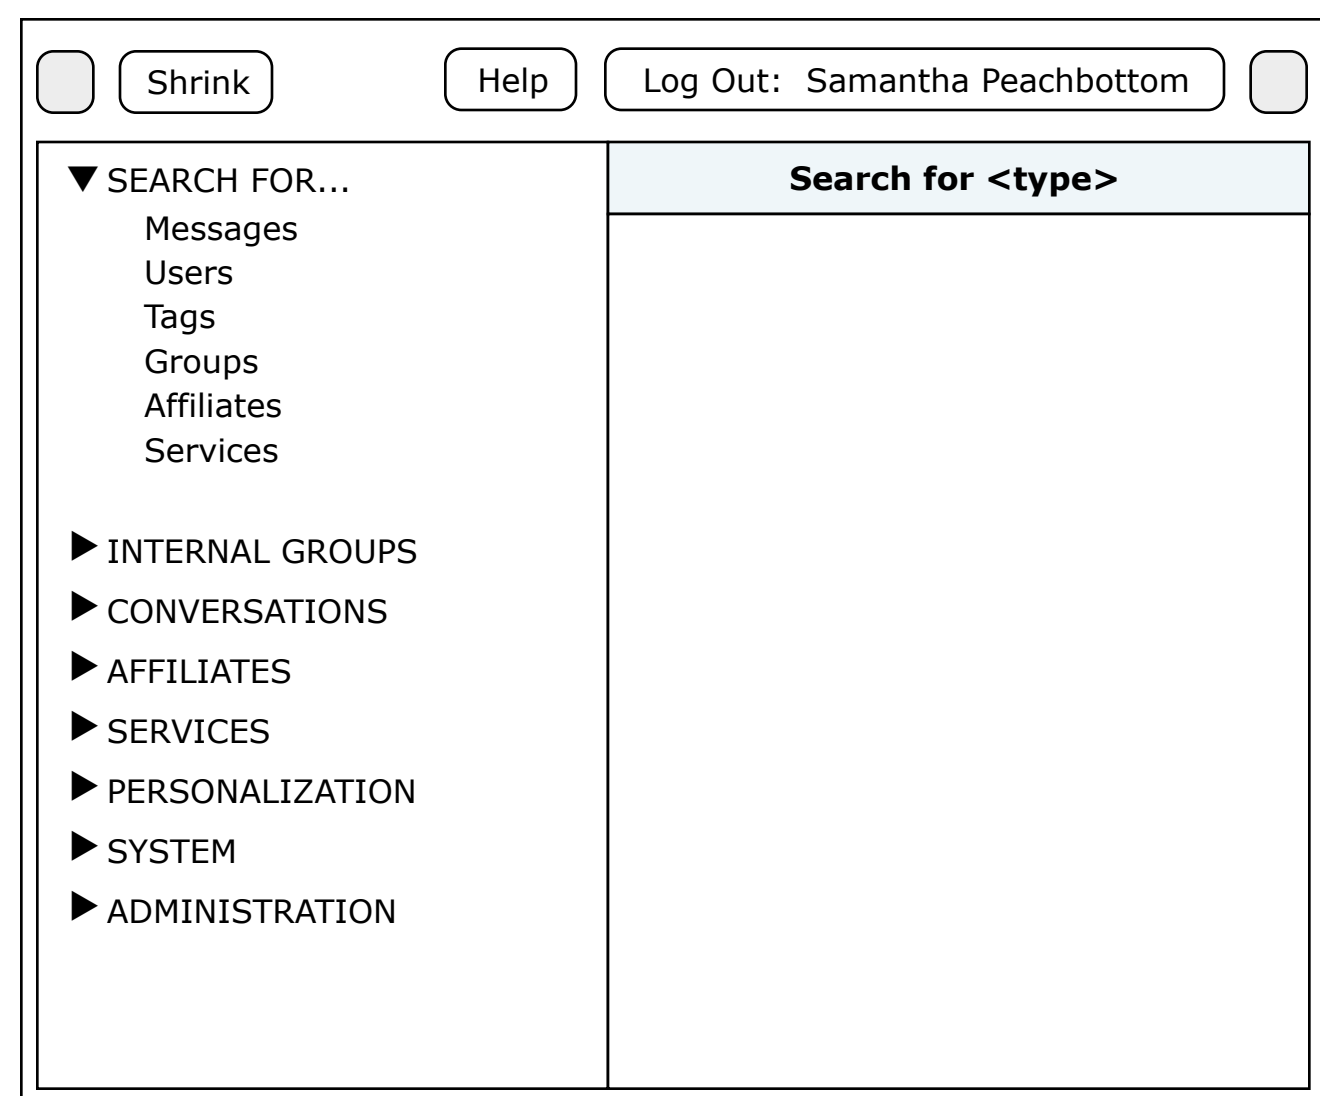 Shrink
Help
Log Out:  Samantha Peachbottom
SEARCH FOR...
Messages
Users
Tags
Groups
Affiliates
Services
INTERNAL GROUPS
CONVERSATIONS
AFFILIATES
SERVICES
PERSONALIZATION
SYSTEM
ADMINISTRATION
Search for <type>